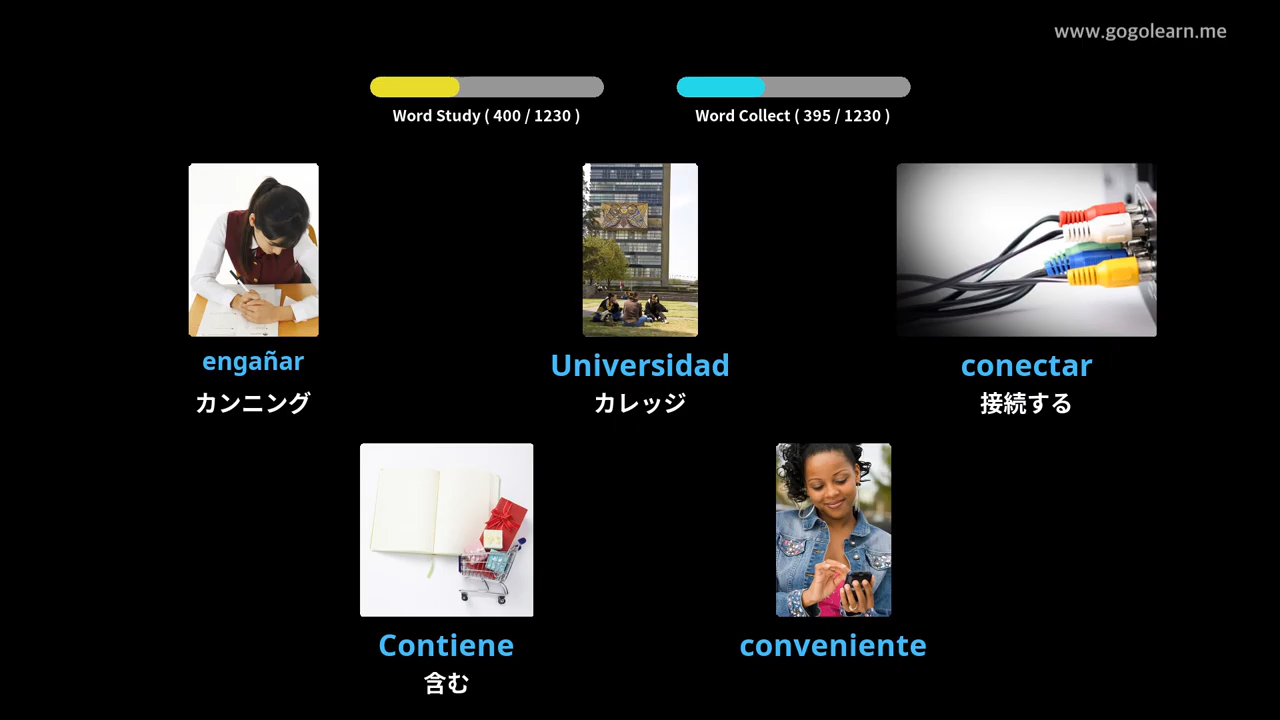 www.gogolearn.me
Word Study ( 400 / 1230 )
Word Collect ( 395 / 1230 )
engañar
カンニング
Universidad
カレッジ
conectar
接続する
Contiene
含む
conveniente